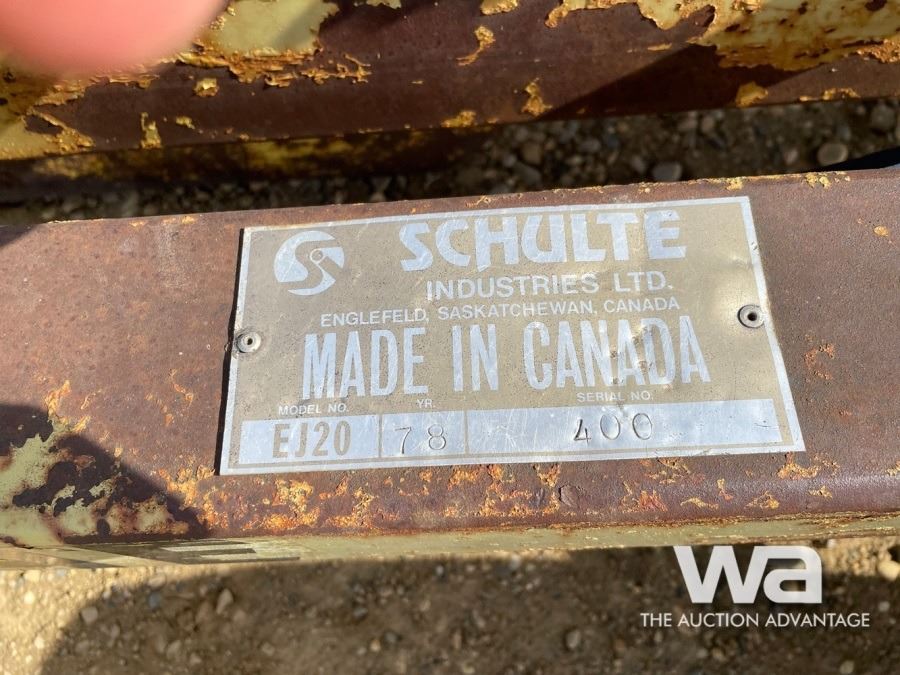 SCHULTE
INDUSTRIES LTD.
ENGLEFELD, SASKATCHEWAN, CANADA
MADE IN CANADA
MODEL NO. YR. SERIAL NO.
EJ20 78 400
wa
THE AUCTION ADVANTAGE